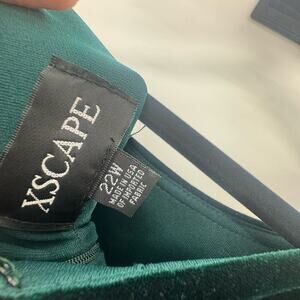 XSCAPE
22W
MADE IN USA
OF IMPORTED
FABRIC